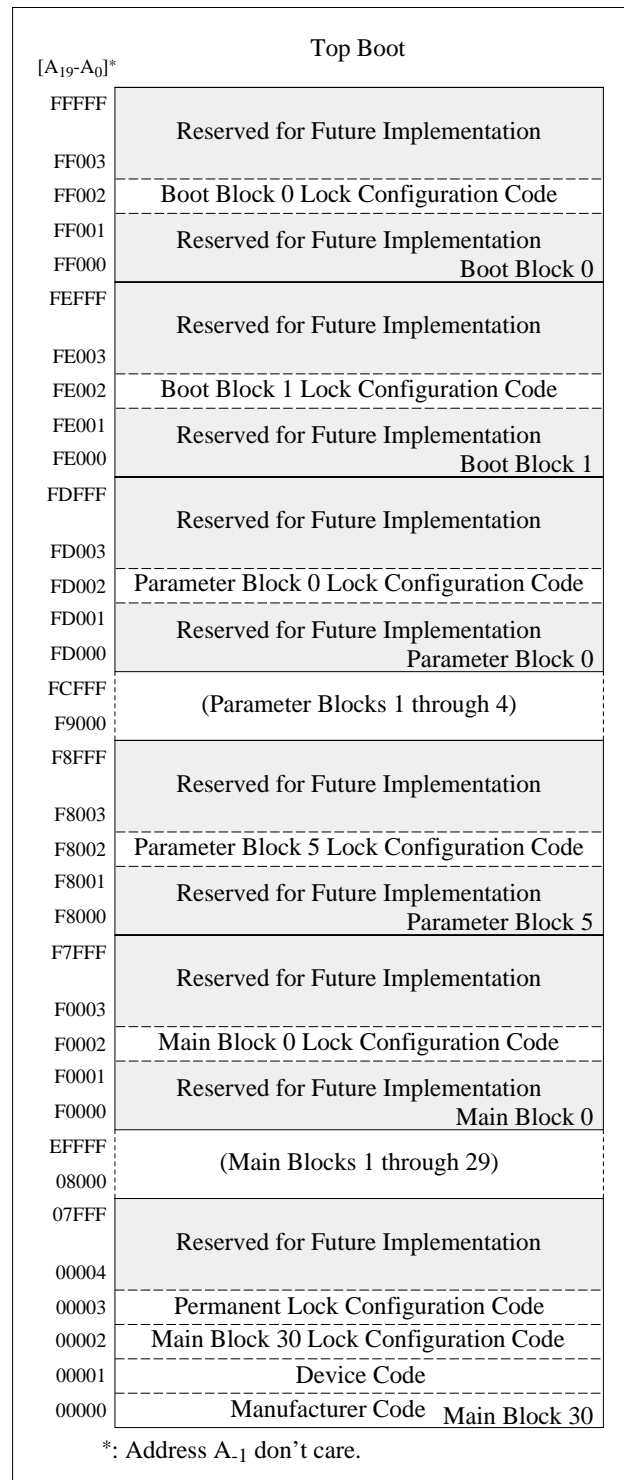 Top Boot
[A19-A0]*
FFFFF
Reserved for Future Implementation
FF003
FF002 Boot Block 0 Lock Configuration Code
FF001
Reserved for Future Implementation
FF000
Boot Block 0
FEFFF
Reserved for Future Implementation
FE003
FE002 Boot Block 1 Lock Configuration Code
FE001
Reserved for Future Implementation
FE000
Boot Block 1
FDFFF
Reserved for Future Implementation
FD003
FD002 Parameter Block 0 Lock Configuration Code
FD001
Reserved for Future Implementation
FD000
Parameter Block 0
FCFFF
(Parameter Blocks 1 through 4)
F9000
F8FFF
Reserved for Future Implementation
F8003
F8002 Parameter Block 5 Lock Configuration Code
F8001
Reserved for Future Implementation
F8000
Parameter Block 5
F7FFF
Reserved for Future Implementation
F0003
F0002 Main Block 0 Lock Configuration Code
F0001
Reserved for Future Implementation
F0000
Main Block 0
EFFFF
(Main Blocks 1 through 29)
08000
07FFF
Reserved for Future Implementation
00004
00003 Permanent Lock Configuration Code
00002 Main Block 30 Lock Configuration Code
00001 Device Code
00000 Manufacturer Code Main Block 30
*: Address A-1 don't care.